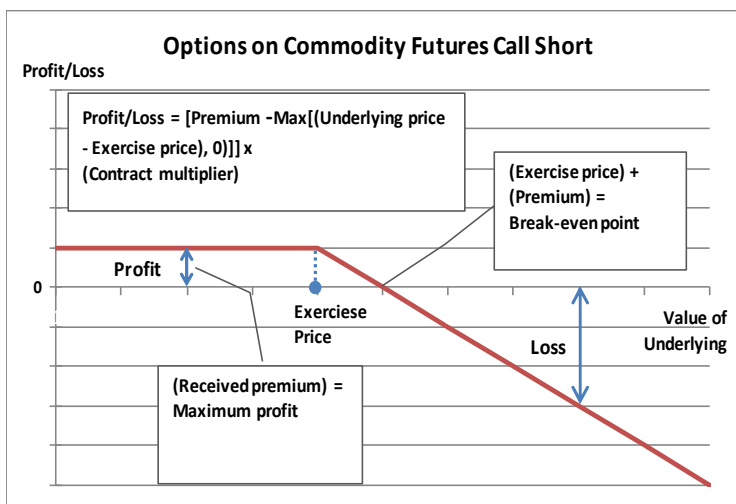 Options on Commodity Futures Call Short
Profit/Loss
Profit/Loss = [Premium -Max[(Underlying price
- Exercise price), 0)]] x
(Contract multiplier)
(Exercise price) +
(Premium) =
Break-even point
Profit
0
Exerciese
Price
Value of
Underlying
Loss
(Received premium) =
Maximum profit